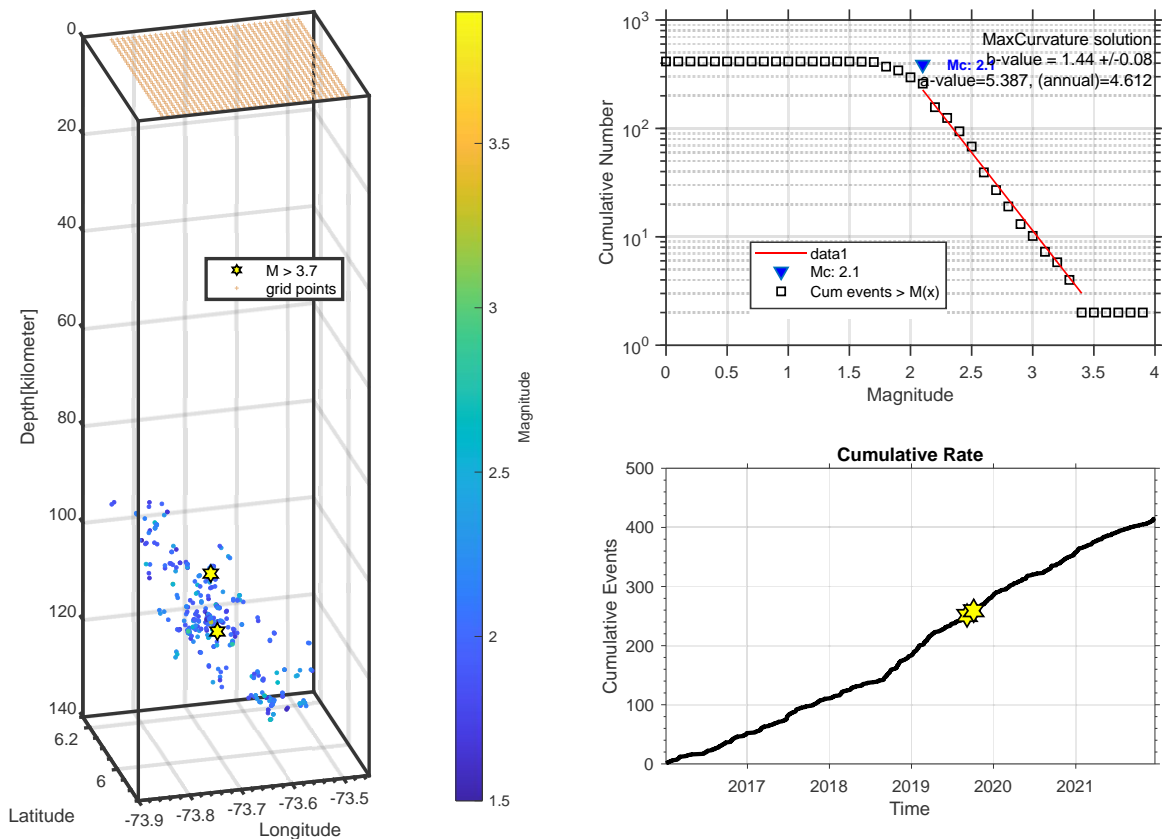 0
20
40
60
80
100
120
140
Depth[kilometer]
M > 3.7
grid points
6.2
6
Latitude
-73.9
-73.8
-73.7
-73.6
-73.5
Longitude
3.5
3
2.5
2
1.5
Magnitude
10^3
10^2
10^1
10^0
Cumulative Number
MaxCurvature solution
Mc: 2.1
b-value = 1.44 +/-0.08
a-value=5.387, (annual)=4.612
data1
Mc: 2.1
Cum events > M(x)
0 0.5 1 1.5 2 2.5 3 3.5 4
Magnitude
Cumulative Rate
500
400
300
200
100
0
Cumulative Events
2017 2018 2019 2020 2021
Time